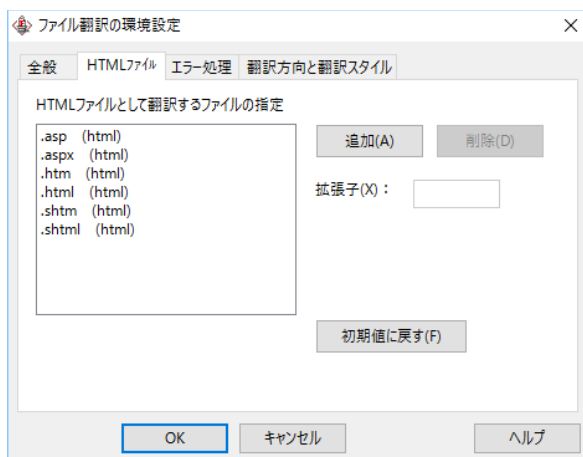 ファイル翻訳の環境設定
全般 HTMLファイル エラー処理 翻訳方向と翻訳スタイル
HTMLファイルとして翻訳するファイルの指定
.asp (html)
.aspx (html)
.htm (html)
.html (html)
.shtm (html)
.shtml (html)
追加(A) 削除(D)
拡張子(X)：
初期値に戻す(F)
OK キャンセル ヘルプ